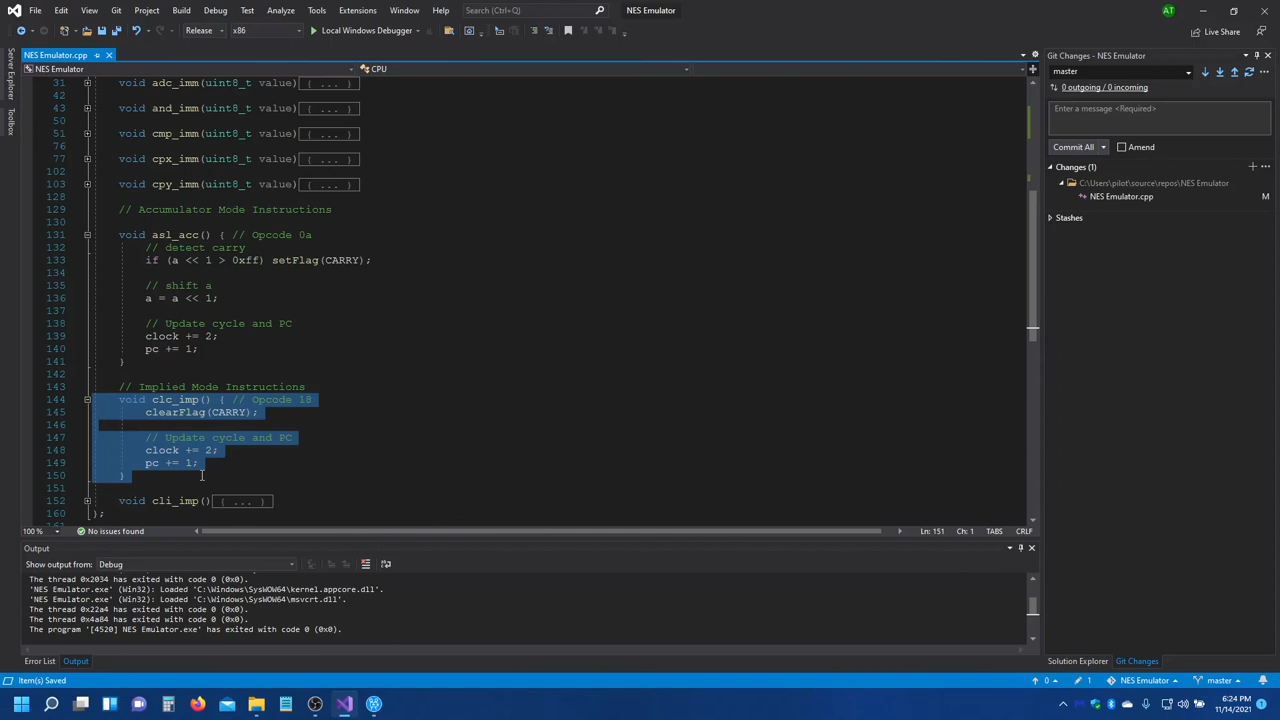 File Edit View Git Project Build Debug Test Analyze Tools Extensions Window Help Search (Ctrl+Q) NES Emulator AT
Release x86 Local Windows Debugger Live Share
Server Explorer
Toolbox
NES Emulator.cpp
NES Emulator CPU
31 void adc_imm(uint8_t value){ ... }
42
43 void and_imm(uint8_t value){ ... }
50
51 void cmp_imm(uint8_t value){ ... }
76
77 void cpx_imm(uint8_t value){ ... }
102
103 void cpy_imm(uint8_t value){ ... }
128
129 // Accumulator Mode Instructions
130
131 void asl_acc() { // Opcode 0a
132 // detect carry
133 if (a << 1 > 0xff) setFlag(CARRY);
134
135 // shift a
136 a = a << 1;
137
138 // Update cycle and PC
139 clock += 2;
140 pc += 1;
141 }
142
143 // Implied Mode Instructions
144 void clc_imp() { // Opcode 18
145 clearFlag(CARRY);
146
147 // Update cycle and PC
148 clock += 2;
149 pc += 1;
150 }
151
152 void cli_imp(){ ... }
160 };
161
100 % No issues found Ln: 151 Ch: 1 TABS CRLF
Output
Show output from: Debug
The thread 0x2034 has exited with code 0 (0x0).
'NES Emulator.exe' (Win32): Loaded 'C:\Windows\SysWOW64\kernel.appcore.dll'.
'NES Emulator.exe' (Win32): Loaded 'C:\Windows\SysWOW64\msvcrt.dll'.
The thread 0x22a4 has exited with code 0 (0x0).
The thread 0x4a84 has exited with code 0 (0x0).
The program '[4520] NES Emulator.exe' has exited with code 0 (0x0).
Error List Output
Git Changes - NES Emulator
master
0 outgoing / 0 incoming
Enter a message <Required>
Commit All Amend
Changes (1)
C:\Users\pilot\source\repos\NES Emulator
NES Emulator.cpp M
Stashes
Solution Explorer Git Changes
Item(s) Saved 0 1 NES Emulator master
6:24 PM
11/14/2021